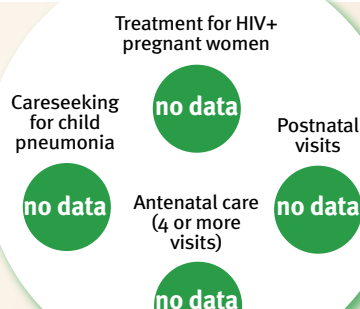 Treatment for HIV+
pregnant women
no data
Careseeking
for child
pneumonia
no data
Postnatal
visits
no data
Antenatal care
(4 or more
visits)
no data